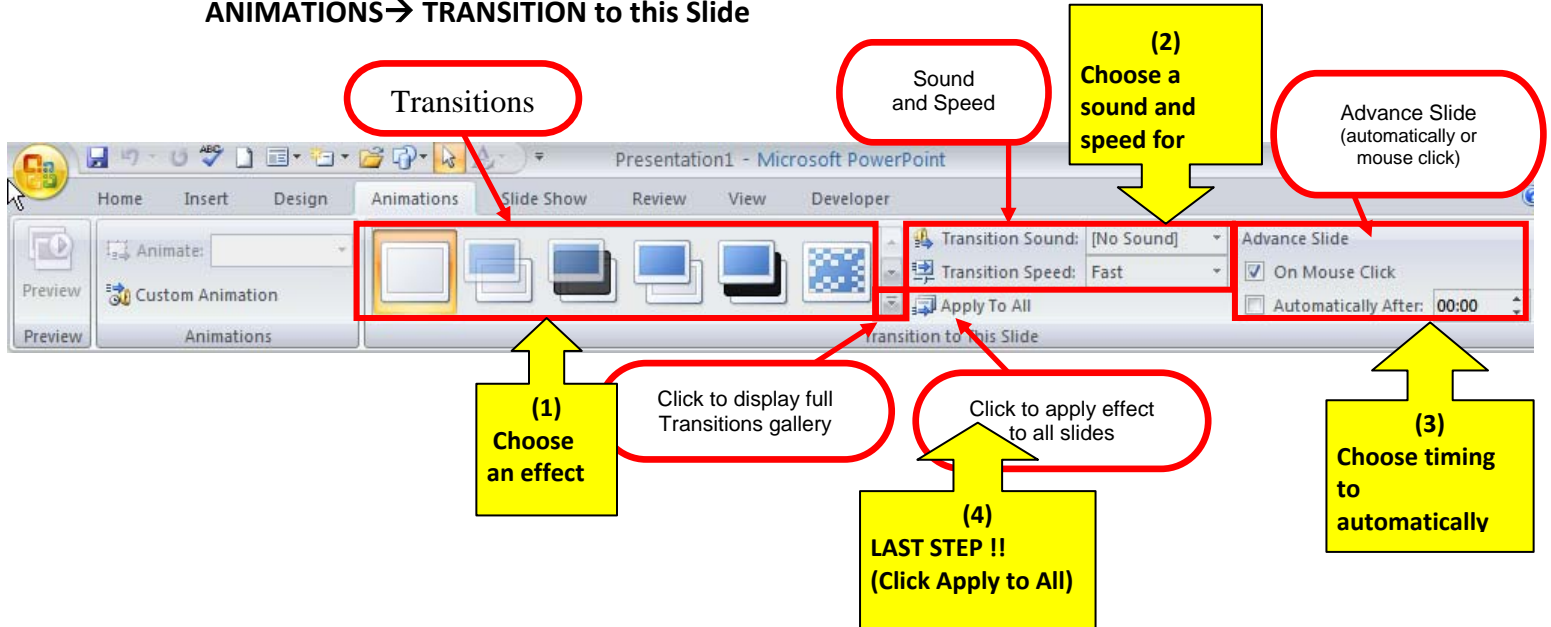 ANIMATIONS→ TRANSITION to this Slide
(2)
Choose a
sound and
speed for
Sound
and Speed
Transitions
Advance Slide
(automatically or
mouse click)
ABC
Presentation1 - Microsoft PowerPoint
Home Insert Design Animations Slide Show Review View Developer
Animate:
Custom Animation
Preview
Transition Sound: [No Sound]
Transition Speed: Fast
Apply To All
Advance Slide
On Mouse Click
Automatically After: 00:00
Preview
Animations
Transition to This Slide
(1)
Choose
an effect
Click to display full
Transitions gallery
Click to apply effect
to all slides
(3)
Choose timing
to
automatically
(4)
LAST STEP !!
(Click Apply to All)